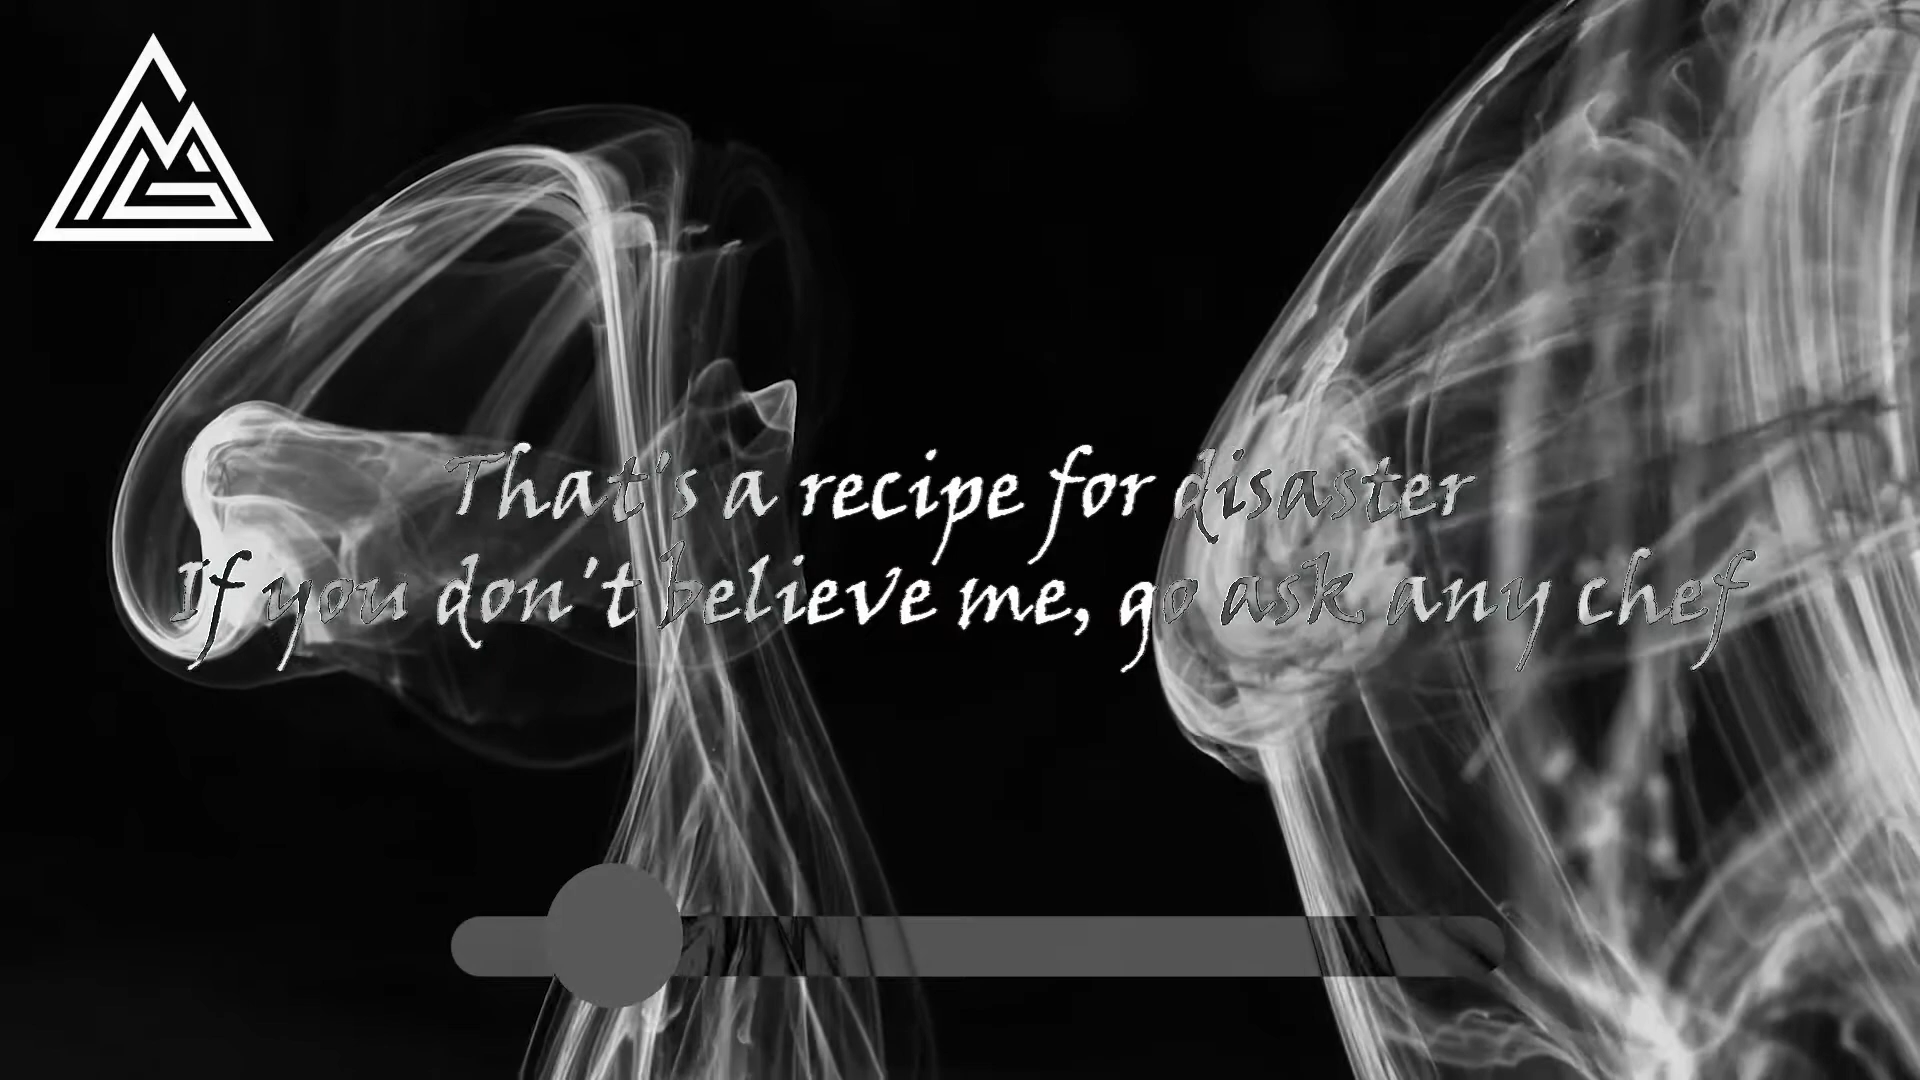 That's a recipe for disaster
If you don't believe me, go ask any chef